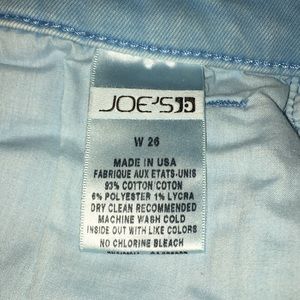 JOE'S
W 26
MADE IN USA
FABRIQUE AUX ETATS-UNIS
93% COTTON/COTON
6% POLYESTER 1% LYCRA
DRY CLEAN RECOMMENDED
MACHINE WASH COLD
INSIDE OUT WITH LIKE COLORS
NO CHLORINE BLEACH